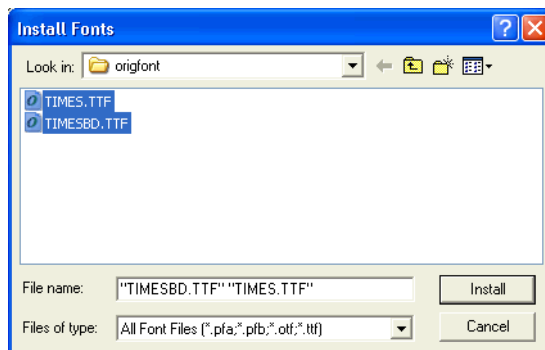 Install Fonts
Look in: origfont
TIMES.TTF
TIMESBD.TTF
File name: "TIMESBD.TTF" "TIMES.TTF" Install
Files of type: All Font Files (*.pfa;*.pfb;*.otf;*.ttf) Cancel